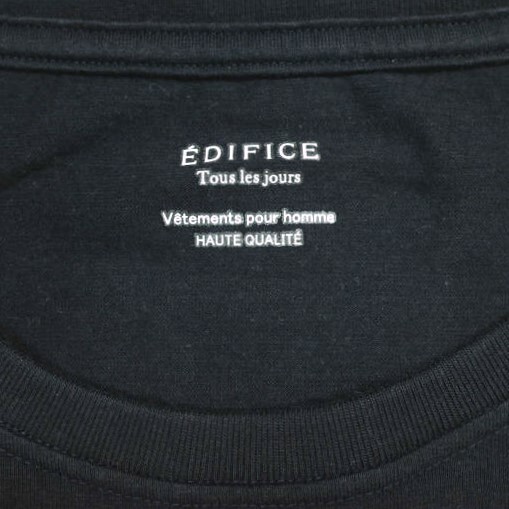 ÉDIFICE
Tous les jours
Vêtements pour homme
HAUTE QUALITÉ